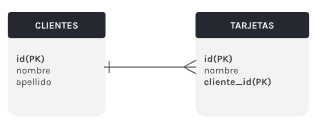 CLIENTES
id(PK)
nombre
apellido
TARJETAS
id(PK)
nombre
cliente_id(PK)